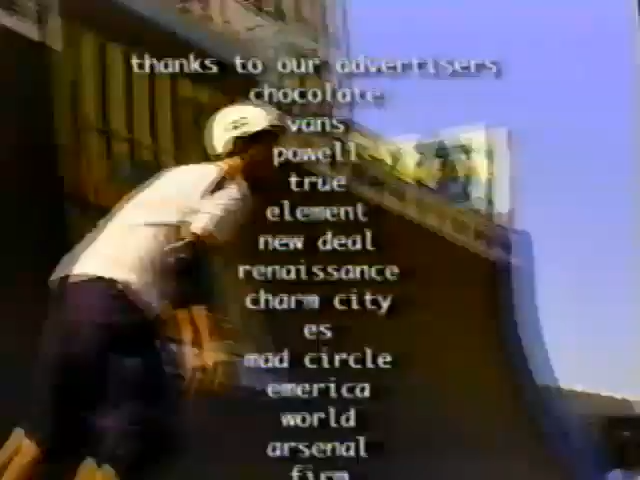 thanks to our advertisers
chocolate
vans
powell
true
element
new deal
renaissance
charm city
es
mad circle
emerica
world
arsenal
firm